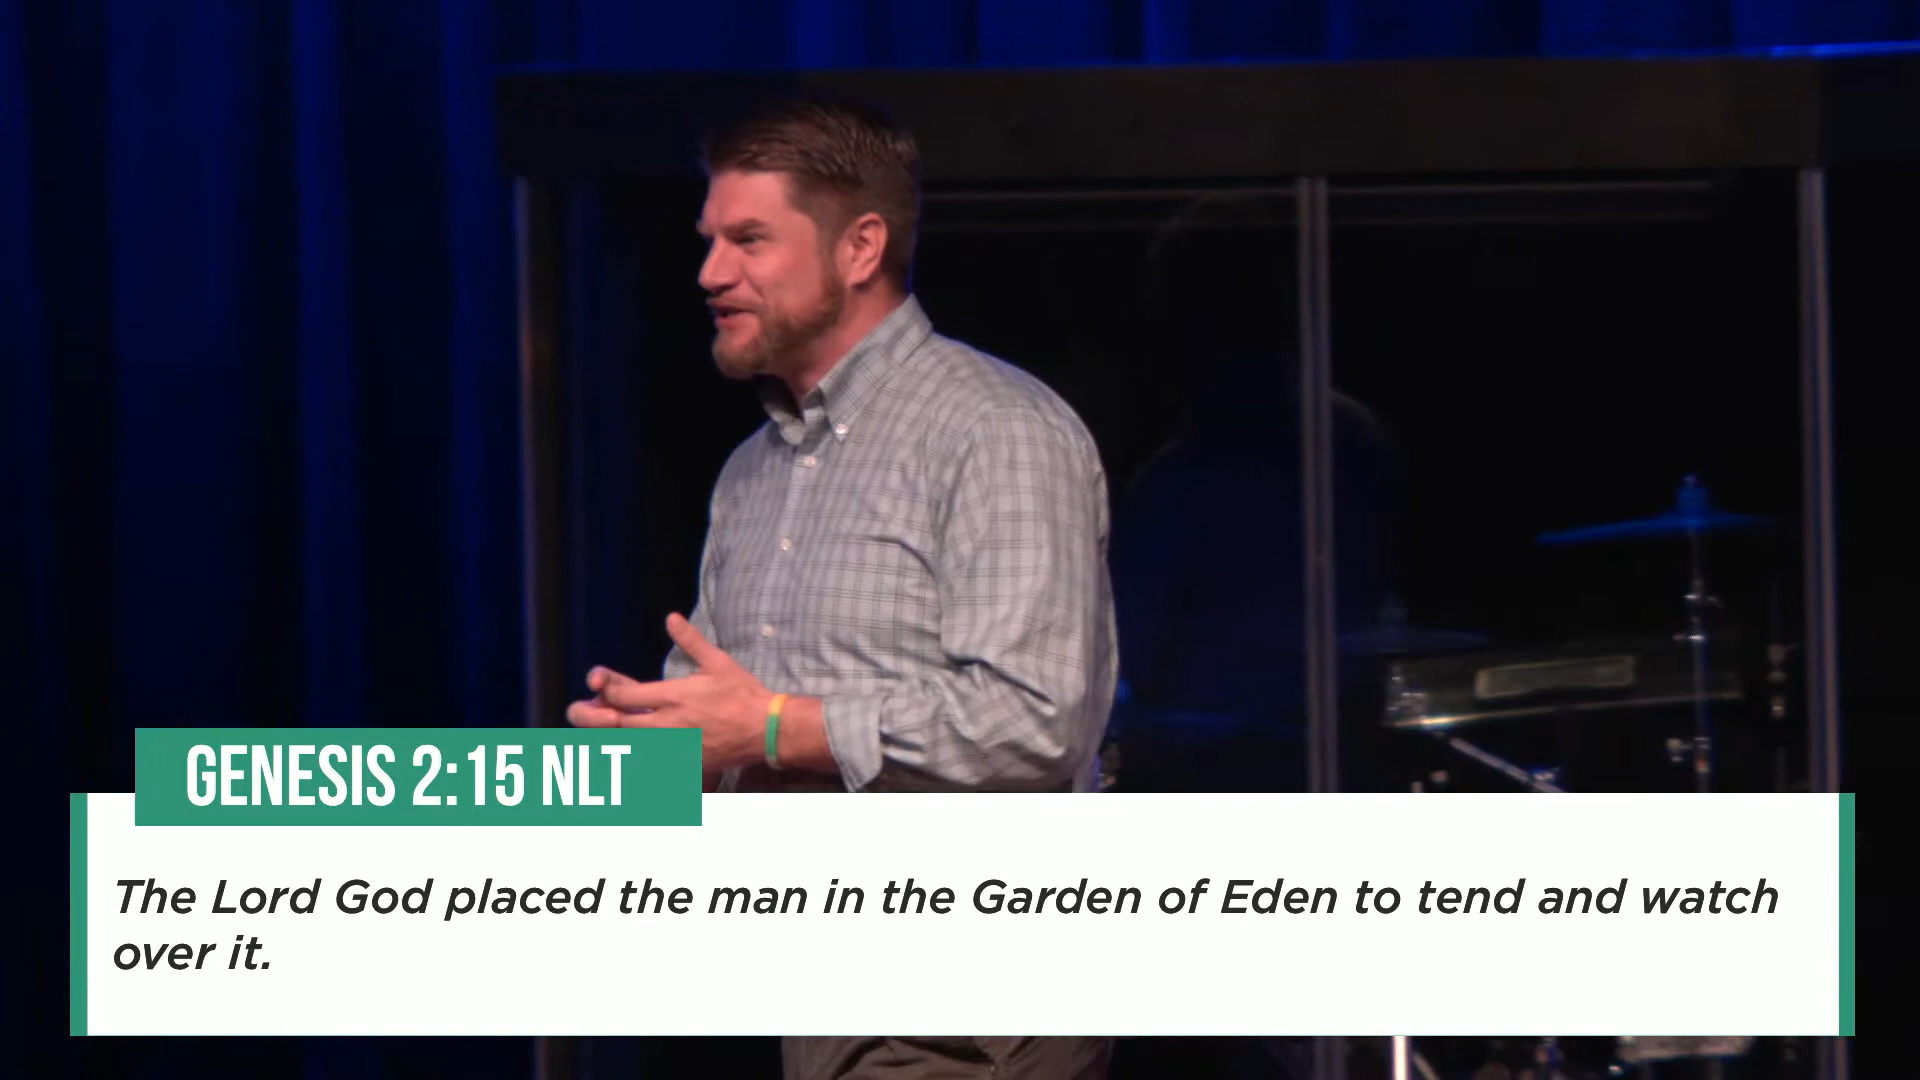 GENESIS 2:15 NLT
The Lord God placed the man in the Garden of Eden to tend and watch
over it.